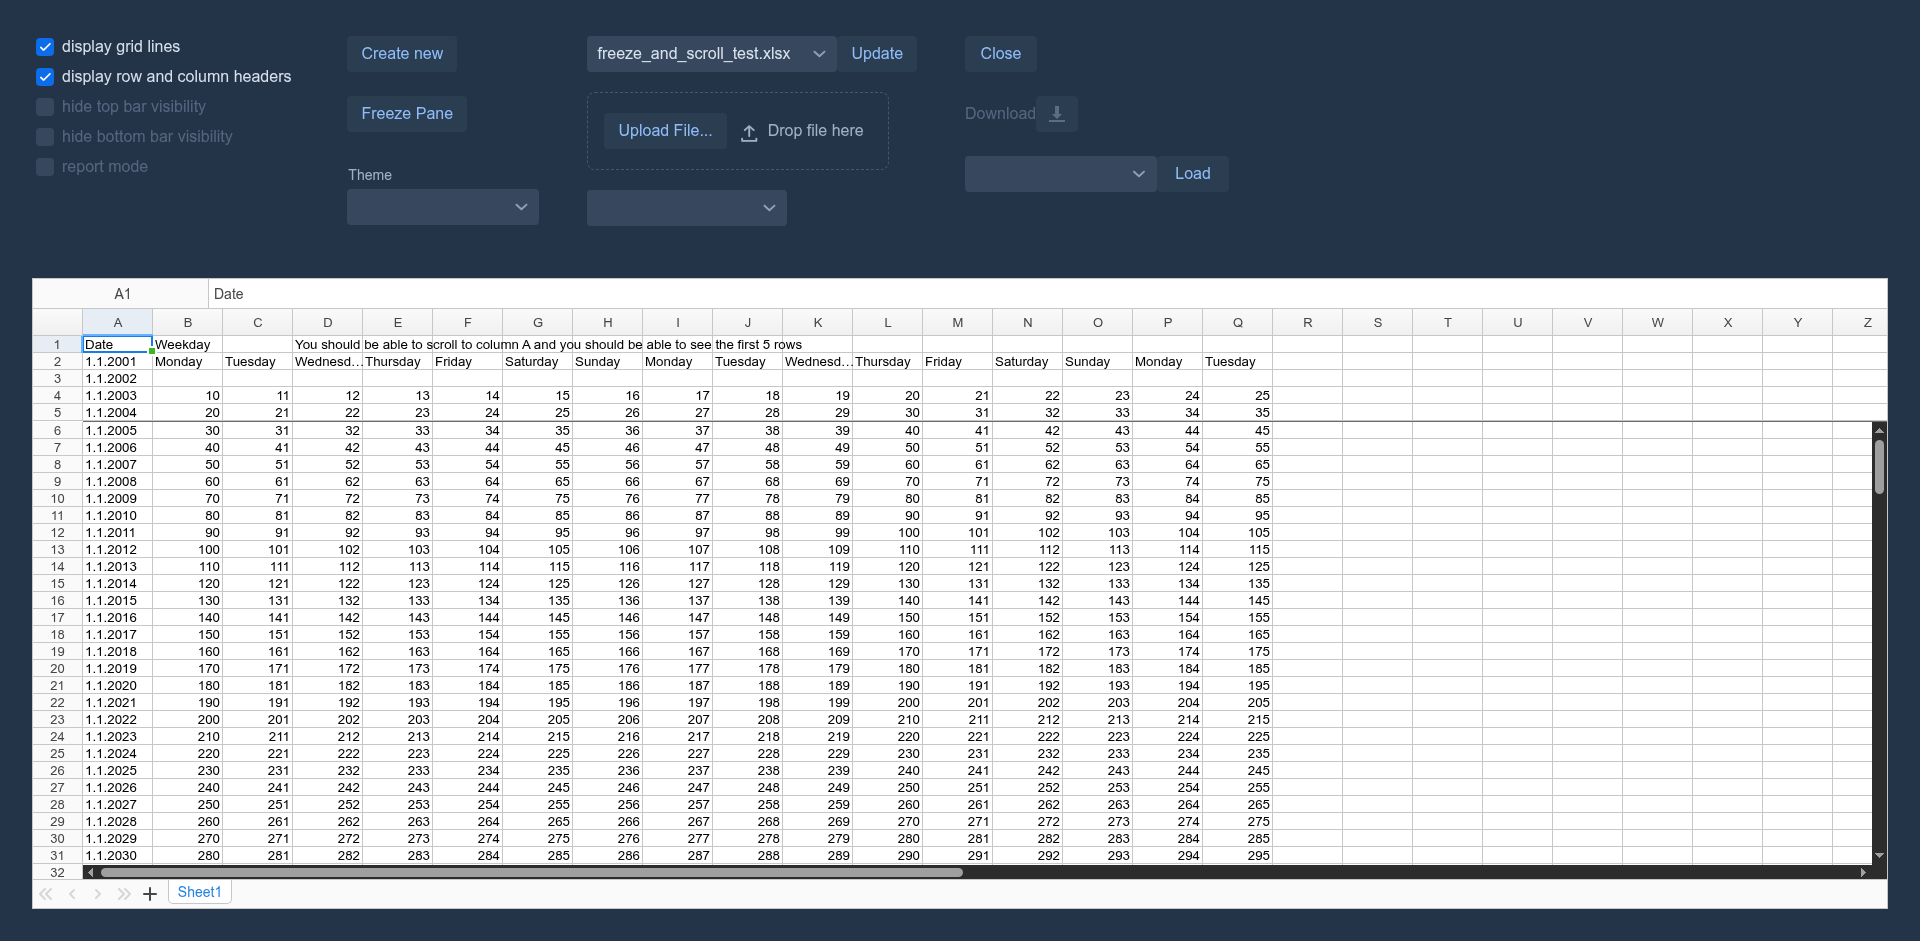 display grid lines
display row and column headers
hide top bar visibility
hide bottom bar visibility
report mode
Create new
Freeze Pane
Theme
freeze_and_scroll_test.xlsx
Update
Upload File...
Drop file here
Close
Download
Load
A1 Date
A B C D E F G H I J K L M N O P Q R S T U V W X Y Z
1 Date Weekday You should be able to scroll to column A and you should be able to see the first 5 rows
2 1.1.2001 Monday Tuesday Wednesd... Thursday Friday Saturday Sunday Monday Tuesday Wednesd... Thursday Friday Saturday Sunday Monday Tuesday
3 1.1.2002
4 1.1.2003 10 11 12 13 14 15 16 17 18 19 20 21 22 23 24 25
5 1.1.2004 20 21 22 23 24 25 26 27 28 29 30 31 32 33 34 35
6 1.1.2005 30 31 32 33 34 35 36 37 38 39 40 41 42 43 44 45
7 1.1.2006 40 41 42 43 44 45 46 47 48 49 50 51 52 53 54 55
8 1.1.2007 50 51 52 53 54 55 56 57 58 59 60 61 62 63 64 65
9 1.1.2008 60 61 62 63 64 65 66 67 68 69 70 71 72 73 74 75
10 1.1.2009 70 71 72 73 74 75 76 77 78 79 80 81 82 83 84 85
11 1.1.2010 80 81 82 83 84 85 86 87 88 89 90 91 92 93 94 95
12 1.1.2011 90 91 92 93 94 95 96 97 98 99 100 101 102 103 104 105
13 1.1.2012 100 101 102 103 104 105 106 107 108 109 110 111 112 113 114 115
14 1.1.2013 110 111 112 113 114 115 116 117 118 119 120 121 122 123 124 125
15 1.1.2014 120 121 122 123 124 125 126 127 128 129 130 131 132 133 134 135
16 1.1.2015 130 131 132 133 134 135 136 137 138 139 140 141 142 143 144 145
17 1.1.2016 140 141 142 143 144 145 146 147 148 149 150 151 152 153 154 155
18 1.1.2017 150 151 152 153 154 155 156 157 158 159 160 161 162 163 164 165
19 1.1.2018 160 161 162 163 164 165 166 167 168 169 170 171 172 173 174 175
20 1.1.2019 170 171 172 173 174 175 176 177 178 179 180 181 182 183 184 185
21 1.1.2020 180 181 182 183 184 185 186 187 188 189 190 191 192 193 194 195
22 1.1.2021 190 191 192 193 194 195 196 197 198 199 200 201 202 203 204 205
23 1.1.2022 200 201 202 203 204 205 206 207 208 209 210 211 212 213 214 215
24 1.1.2023 210 211 212 213 214 215 216 217 218 219 220 221 222 223 224 225
25 1.1.2024 220 221 222 223 224 225 226 227 228 229 230 231 232 233 234 235
26 1.1.2025 230 231 232 233 234 235 236 237 238 239 240 241 242 243 244 245
27 1.1.2026 240 241 242 243 244 245 246 247 248 249 250 251 252 253 254 255
28 1.1.2027 250 251 252 253 254 255 256 257 258 259 260 261 262 263 264 265
29 1.1.2028 260 261 262 263 264 265 266 267 268 269 270 271 272 273 274 275
30 1.1.2029 270 271 272 273 274 275 276 277 278 279 280 281 282 283 284 285
31 1.1.2030 280 281 282 283 284 285 286 287 288 289 290 291 292 293 294 295
32
Sheet1